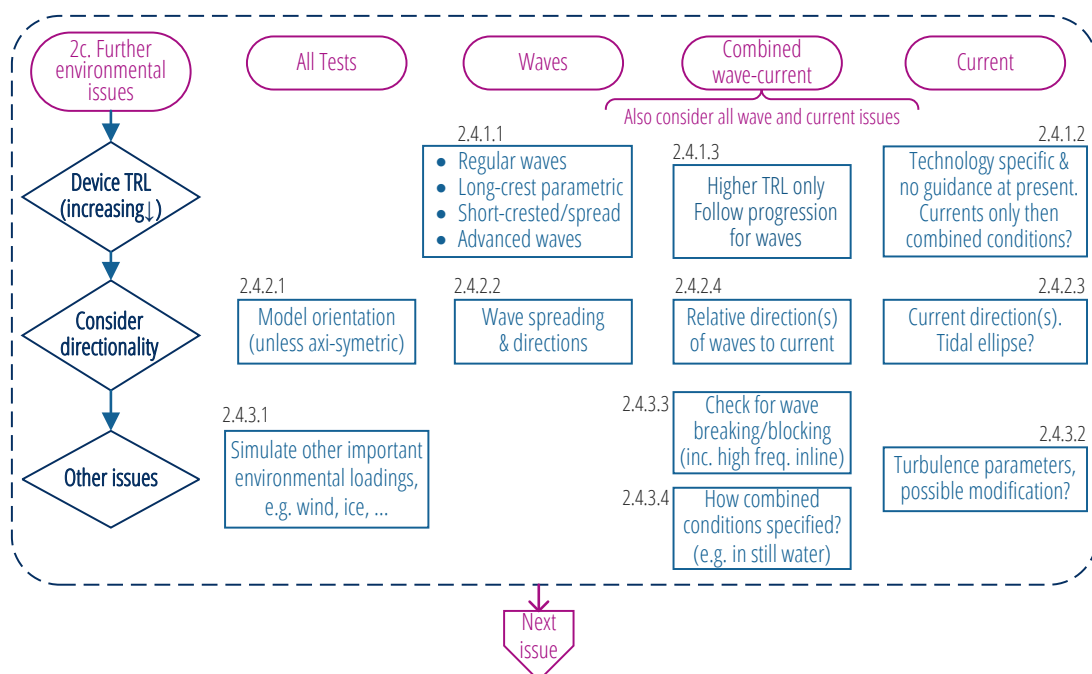 2c. Further
environmental
issues
All Tests
Waves
Combined
wave-current
Current
Also consider all wave and current issues
Device TRL
(increasing↓)
2.4.1.1
• Regular waves
• Long-crest parametric
• Short-crested/spread
• Advanced waves
2.4.1.3
Higher TRL only
Follow progression
for waves
2.4.1.2
Technology specific &
no guidance at present.
Currents only then
combined conditions?
Consider
directionality
2.4.2.1
Model orientation
(unless axi-symetric)
2.4.2.2
Wave spreading
& directions
2.4.2.4
Relative direction(s)
of waves to current
2.4.2.3
Current direction(s).
Tidal ellipse?
Other issues
2.4.3.1
Simulate other important
environmental loadings,
e.g. wind, ice, ...
2.4.3.3
Check for wave
breaking/blocking
(inc. high freq. inline)
2.4.3.4
How combined
conditions specified?
(e.g. in still water)
2.4.3.2
Turbulence parameters,
possible modification?
Next
issue